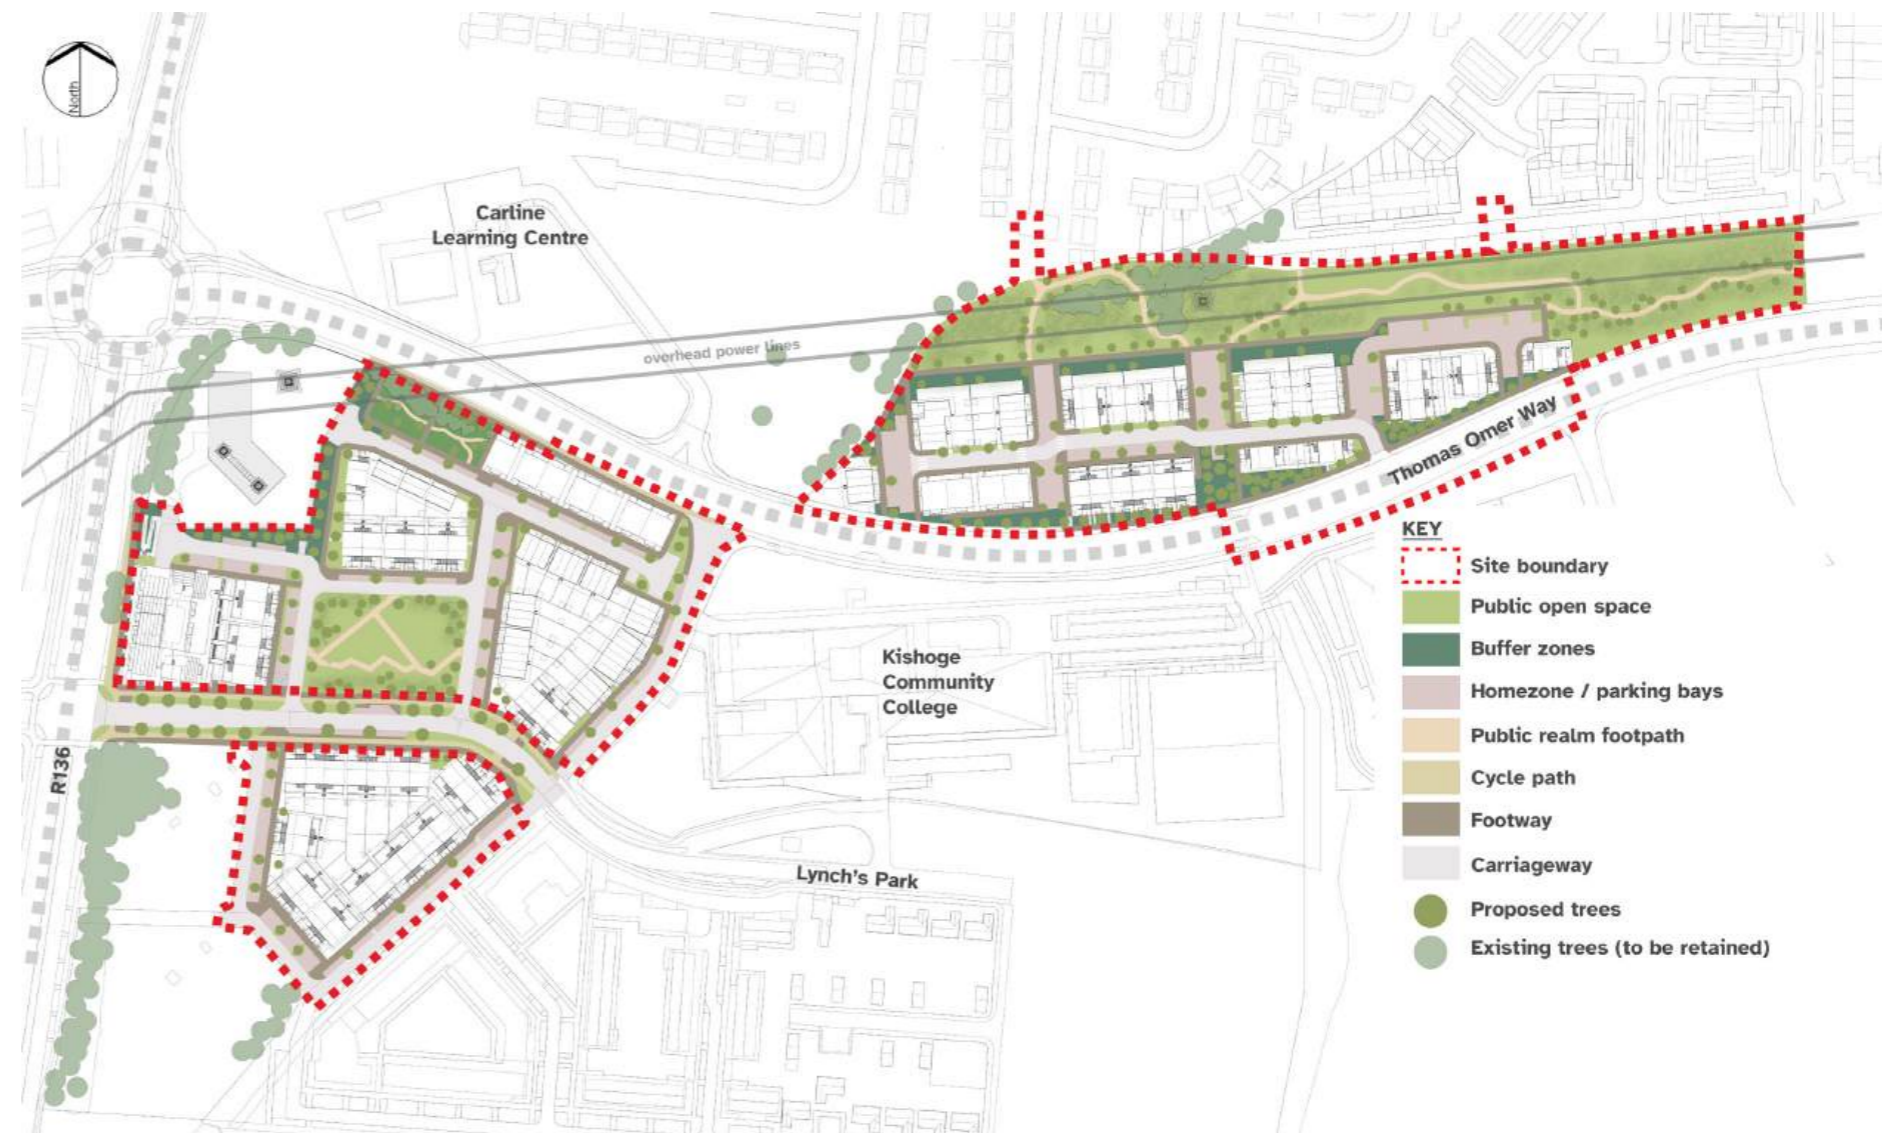 North
Carline
Learning Centre
overhead power lines
Thomas Omer Way
KEY
Site boundary
Public open space
Buffer zones
Homezone / parking bays
Public realm footpath
Cycle path
Footway
Carriageway
Proposed trees
Existing trees (to be retained)
Kishoge
Community
College
R136
Lynch's Park